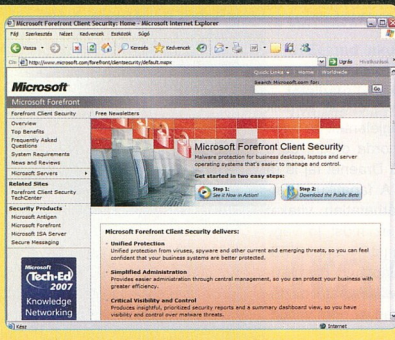 Microsoft Forefront Client Security: Home - Microsoft Internet Explorer
Fájl Szerkesztés Nézet Kedvencek Eszközök Súgó
Vissza Keresés Kedvencek
Cím http://www.microsoft.com/forefront/clientsecurity/default.mspx Ugrás Hivatkozások
Quick Links Home Worldwide
Microsoft
Search Microsoft.com for:
Go
Microsoft Forefront
Forefront Client Security
Free Newsletters
Overview
Top Benefits
Frequently Asked
Questions
System Requirements
News and Reviews
Microsoft Servers
Related Sites
Forefront Client Security
TechCenter
Security Products
Microsoft Antigen
Microsoft Forefront
Microsoft ISA Server
Secure Messaging
Microsoft
Tech·Ed
2007
Knowledge
Networking
Microsoft Forefront Client Security
Malware protection for business desktops, laptops and server
operating systems that's easier to manage and control.
Get started in two easy steps:
Step 1:
See it Now in Action!
Step 2:
Download the Public Beta
Microsoft Forefront Client Security delivers:
· Unified Protection
Unified protection from viruses, spyware and other current and emerging threats, so you can feel
confident that your business systems are better protected.
· Simplified Administration
Provides easier administration through central management, so you can protect your business with
greater efficiency.
· Critical Visibility and Control
Produces insightful, prioritized security reports and a summary dashboard view, so you have
visibility and control over malware threats.
Kész
Internet